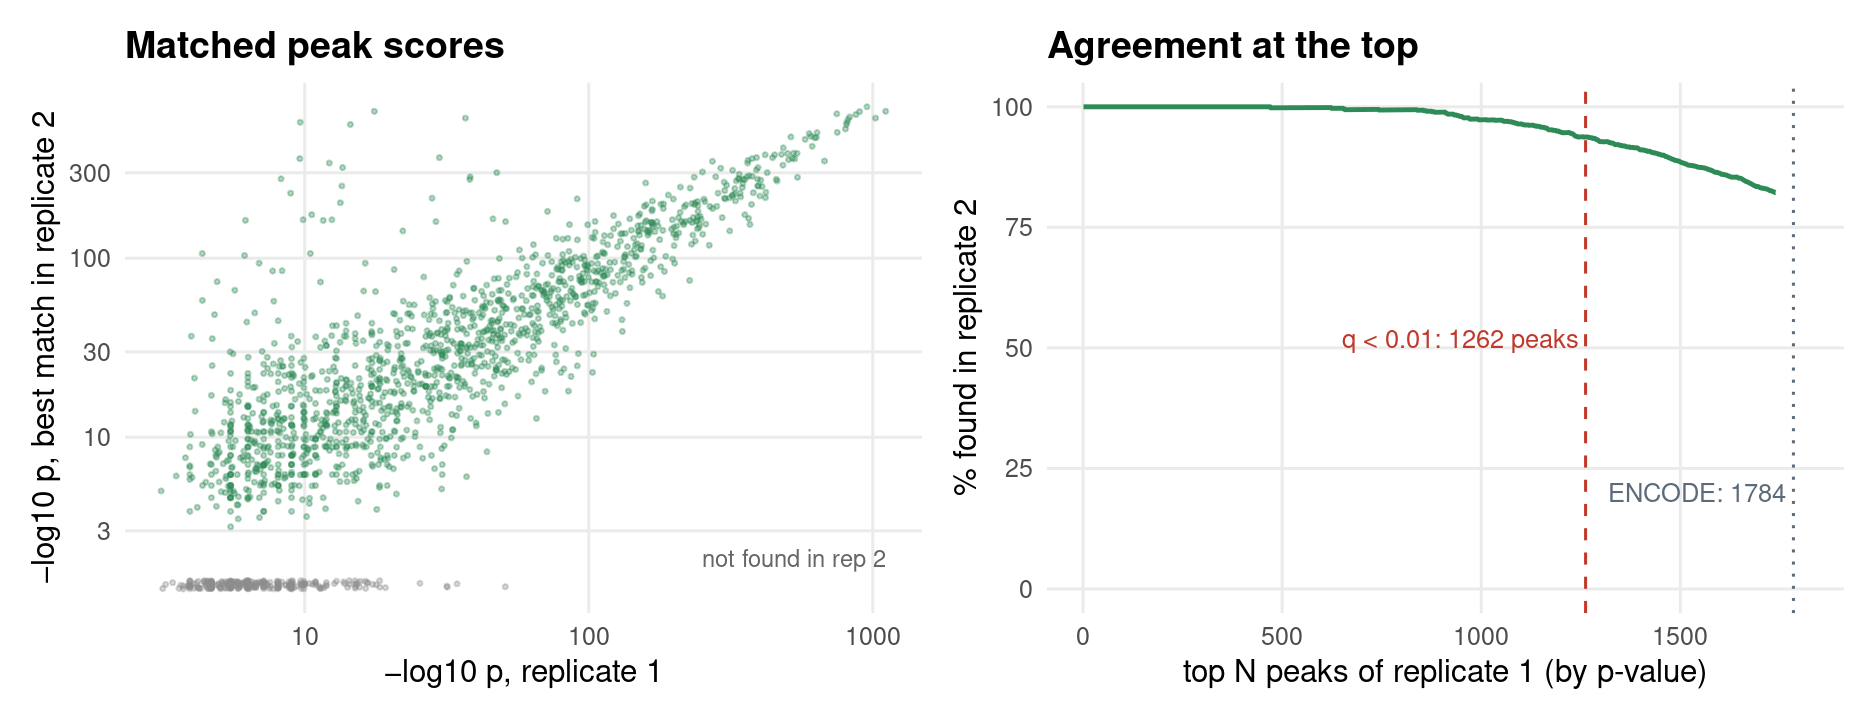 Matched peak scores
−log10 p, best match in replicate 2
300
100
30
10
3
not found in rep 2
10
100
1000
−log10 p, replicate 1
Agreement at the top
% found in replicate 2
100
75
50
25
0
q < 0.01: 1262 peaks
ENCODE: 1784
0
500
1000
1500
top N peaks of replicate 1 (by p-value)